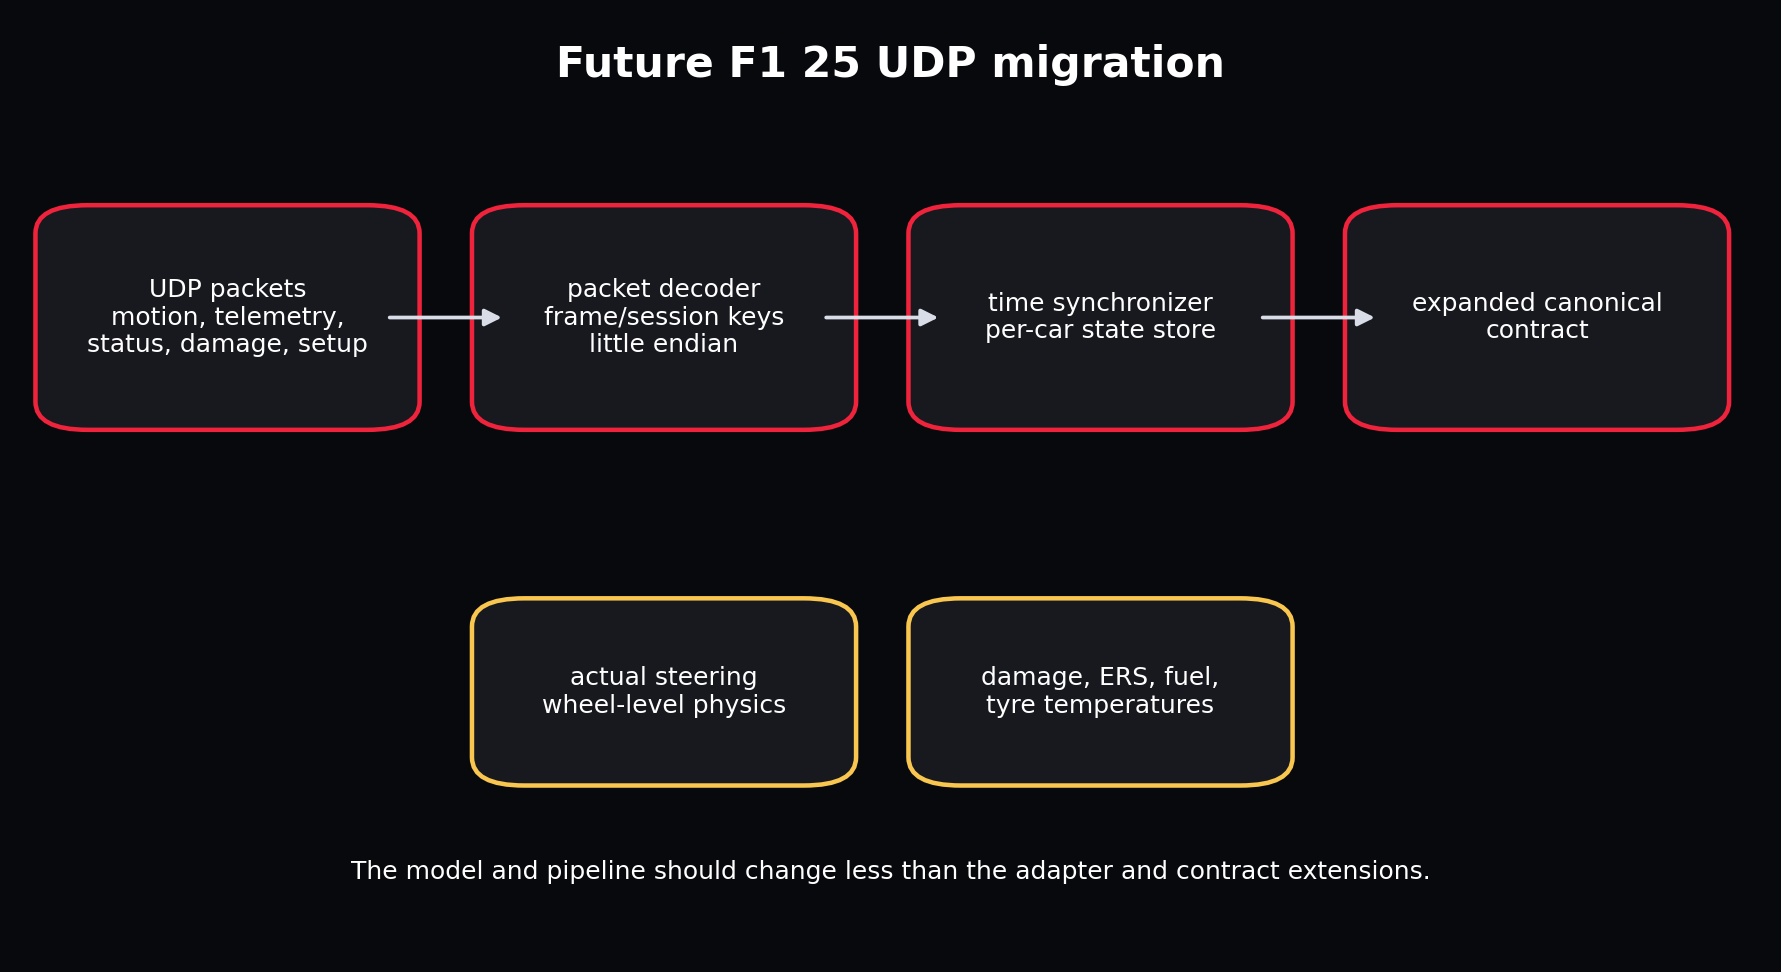 Future F1 25 UDP migration
UDP packets
motion, telemetry,
status, damage, setup
packet decoder
frame/session keys
little endian
time synchronizer
per-car state store
expanded canonical
contract
actual steering
wheel-level physics
damage, ERS, fuel,
tyre temperatures
The model and pipeline should change less than the adapter and contract extensions.